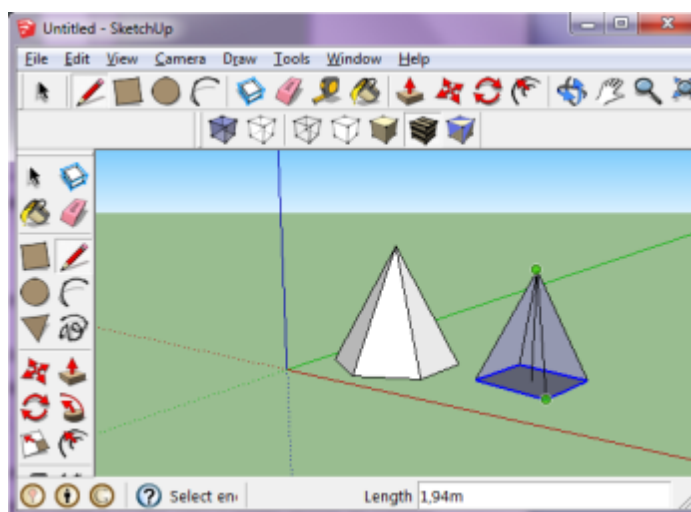 Untitled - SketchUp
File Edit View Camera Draw Tools Window Help
Select en
Length 1,94m